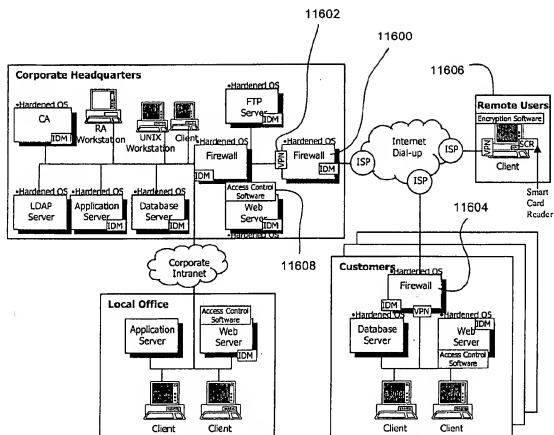 11602
11600
11606
Corporate Headquarters
•Hardened OS
CA
IDM
RA
Workstation
UNIX
Workstation
Client
•Hardened OS
FTP
Server
IDM
•Hardened OS
Firewall
IDM
VPN
•Hardened OS
Firewall
IDM
•Hardened OS
LDAP
Server
•Hardened OS
Application
Server
IDM
•Hardened OS
Database
Server
IDM
Access Control
Software
Web
Server
IDM
•Hardened OS
11608
ISP
Internet
Dial-up
ISP
ISP
Remote Users
Encryption Software
VPN
SCR
Client
Smart
Card
Reader
11604
Corporate
Intranet
Local Office
Application
Server
Access Control
Software
Web
Server
IDM
Client
Client
Customers
•Hardened OS
Firewall
IDM
VPN
•Hardened OS
Database
Server
•Hardened OS
IDM
Web
Server
Access Control
Software
Client
Client